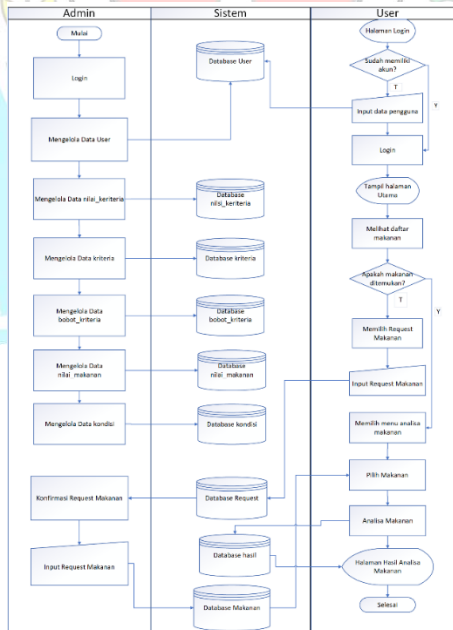 Admin
Sistem
User
Mulai
Login
Mengelola Data User
Mengelola Data nilai_keriteria
Mengelola Data kriteria
Mengelola Data
bobot_kriteria
Mengelola Data
nilai_makanan
Mengelola Data kondisi
Konfirmasi Request Makanan
Input Request Makanan
Database User
Database
nilsi_keriteria
Database kriteria
Database
bobot_kriteria
Database
nilai_makanan
Database kondisi
Database Request
Database hasil
Database Makanan
Halaman Login
Sudah memiliki
akun?
T
Y
Input data pengguna
Login
Tampil halaman
Utama
Melihat daftar
makanan
Apakah makanan
ditemukan?
T
Y
Memilih Request
Makanan
Input Request Makanan
Memilih menu analisa
makanan
Pilih Makanan
Analisa Makanan
Halaman Hasil Analisa
Makanan
Selesai